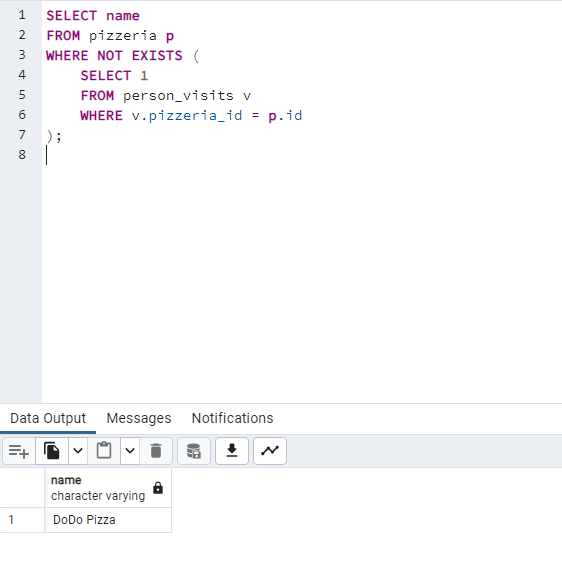 1 SELECT name
2 FROM pizzeria p
3 WHERE NOT EXISTS (
4 SELECT 1
5 FROM person_visits v
6 WHERE v.pizzeria_id = p.id
7 );
8
Data Output Messages Notifications
name
character varying
1 DoDo Pizza